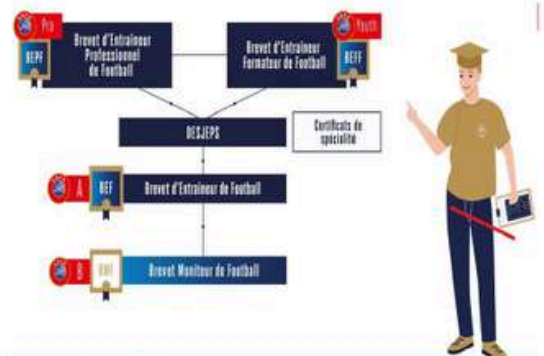 Pro
BEPF
Brevet d'Entraîneur
Professionnel
de Football
Brevet d'Entraîneur
Formateur de Football
Youth
BEFF
DESJEPS
Certificats de
spécialité
A
BEF
Brevet d'Entraîneur de Football
B
BMF
Brevet Moniteur de Football